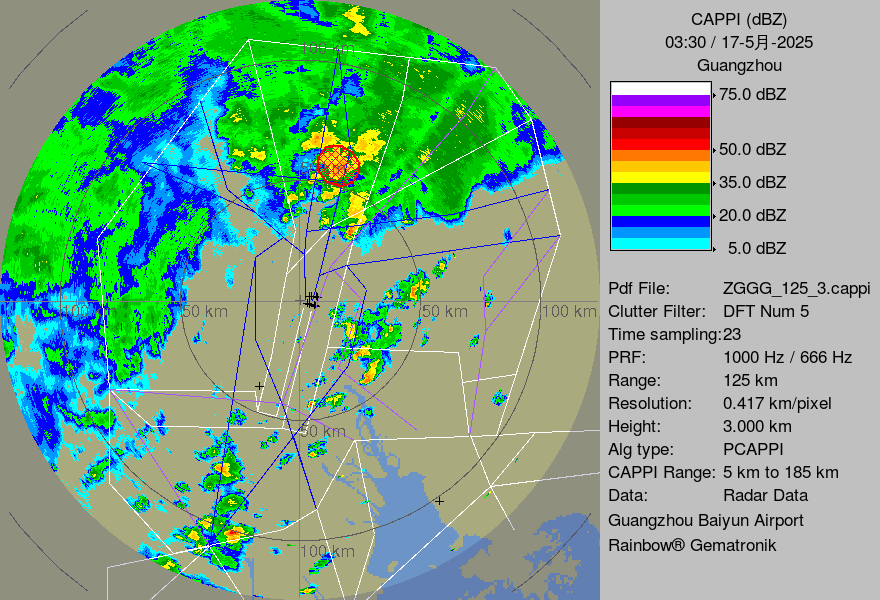 CAPPI (dBZ)
03:30 / 17-5月-2025
Guangzhou
75.0 dBZ
50.0 dBZ
35.0 dBZ
20.0 dBZ
5.0 dBZ
Pdf File: ZGGG_125_3.cappi
Clutter Filter: DFT Num 5
Time sampling:23
PRF: 1000 Hz / 666 Hz
Range: 125 km
Resolution: 0.417 km/pixel
Height: 3.000 km
Alg type: PCAPPI
CAPPI Range: 5 km to 185 km
Data: Radar Data
Guangzhou Baiyun Airport
Rainbow® Gematronik
100 km
100 km
50 km
50 km
100 km
50 km
100 km